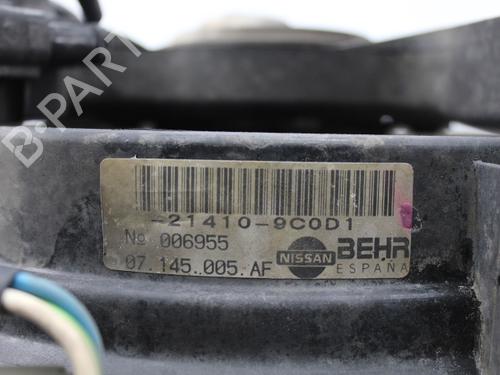 B-PARTS
-21410-9C0D1
No 006955
07.145.005.AF
NISSAN
BEHR
ESPAÑA